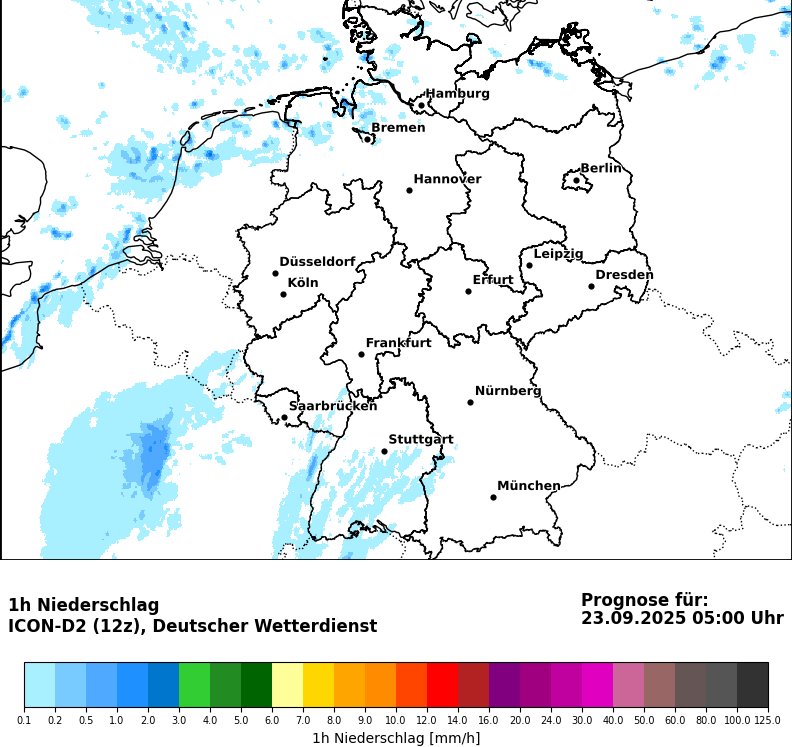 Hamburg
Bremen
Berlin
Hannover
Leipzig
Düsseldorf
Dresden
Köln
Erfurt
Frankfurt
Nürnberg
Saarbrücken
Stuttgart
München
1h Niederschlag
ICON-D2 (12z), Deutscher Wetterdienst
Prognose für:
23.09.2025 05:00 Uhr
0.1 0.2 0.5 1.0 2.0 3.0 4.0 5.0 6.0 7.0 8.0 9.0 10.0 12.0 14.0 16.0 20.0 24.0 30.0 40.0 50.0 60.0 80.0 100.0 125.0
1h Niederschlag [mm/h]